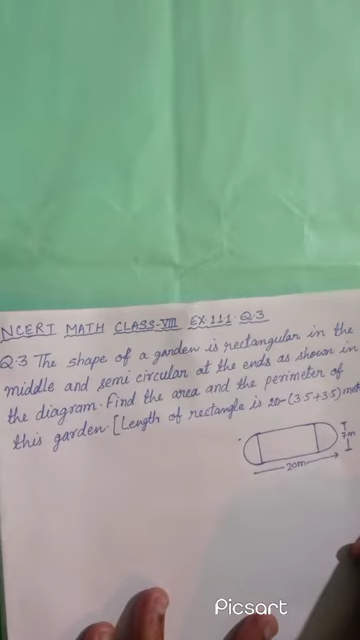 NCERT MATH CLASS-VIII EX.11.1 Q.3
Q.3 The shape of a garden is rectangular in the
middle and semi circular at the ends as shown in
the diagram. Find the area and the perimeter of
this garden. [Length of rectangle is 20-(3.5+3.5) met
7m
20m
Picsart